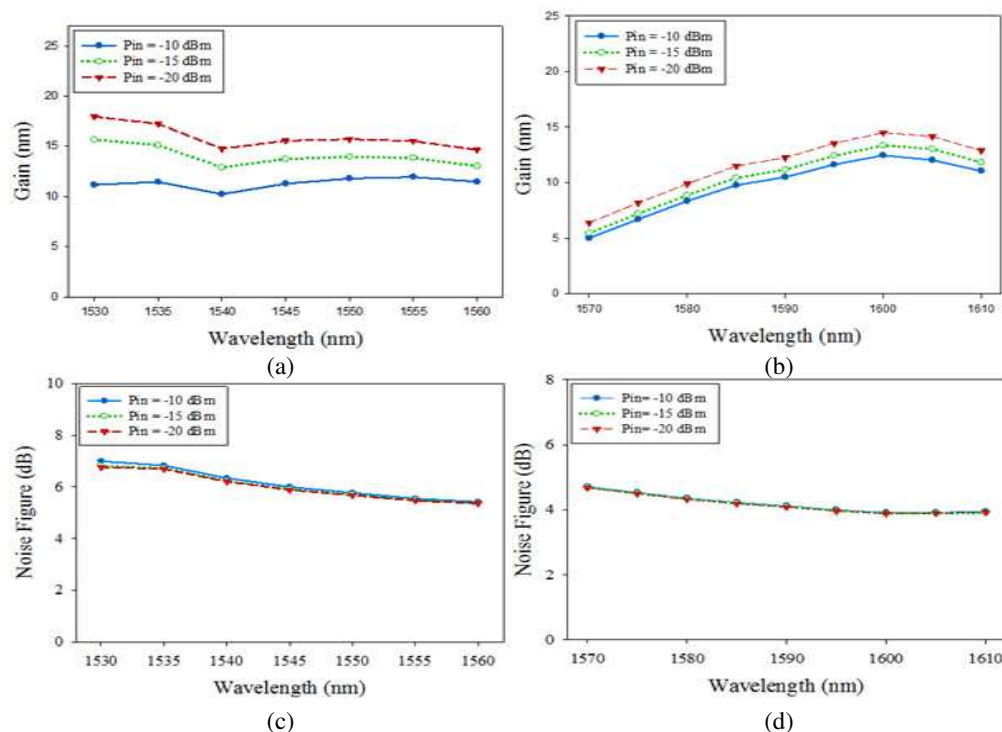 25
20
15
10
5
0
Gain (nm)
Pin = -10 dBm
Pin = -15 dBm
Pin = -20 dBm
1530 1535 1540 1545 1550 1555 1560
Wavelength (nm)
(a)
25
20
15
10
5
0
Gain (nm)
Pin = -10 dBm
Pin = -15 dBm
Pin = -20 dBm
1570 1580 1590 1600 1610
Wavelength (nm)
(b)
10
8
6
4
2
0
Noise Figure (dB)
Pin = -10 dBm
Pin = -15 dBm
Pin = -20 dBm
1530 1535 1540 1545 1550 1555 1560
Wavelength (nm)
(c)
8
6
4
2
0
Noise Figure (dB)
Pin= -10 dBm
Pin= -15 dBm
Pin= -20 dBm
1570 1580 1590 1600 1610
Wavelength (nm)
(d)